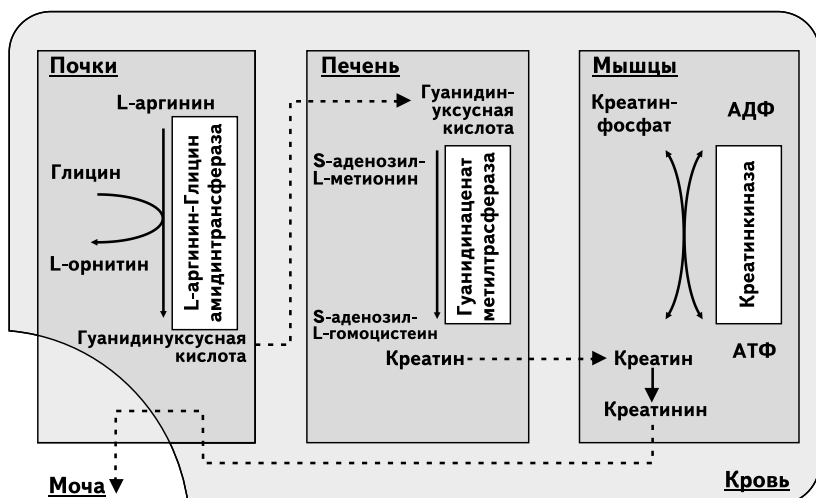 Почки
L-аргинин
Глицин
L-орнитин
L-аргинин-Глицин
амидинтрансфераза
Гуанидинуксусная
кислота
Печень
Гуанидин-
уксусная
кислота
S-аденозил-
L-метионин
Гуанидинаценат
метилтрасфераза
S-аденозил-
L-гомоцистеин
Креатин
Мышцы
Креатин-
фосфат
АДФ
Креатинкиназа
АТФ
Креатин
Креатинин
Моча
Кровь